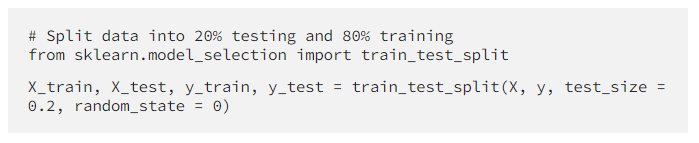 # Split data into 20% testing and 80% training
from sklearn.model_selection import train_test_split
X_train, X_test, y_train, y_test = train_test_split(X, y, test_size =
0.2, random_state = 0)